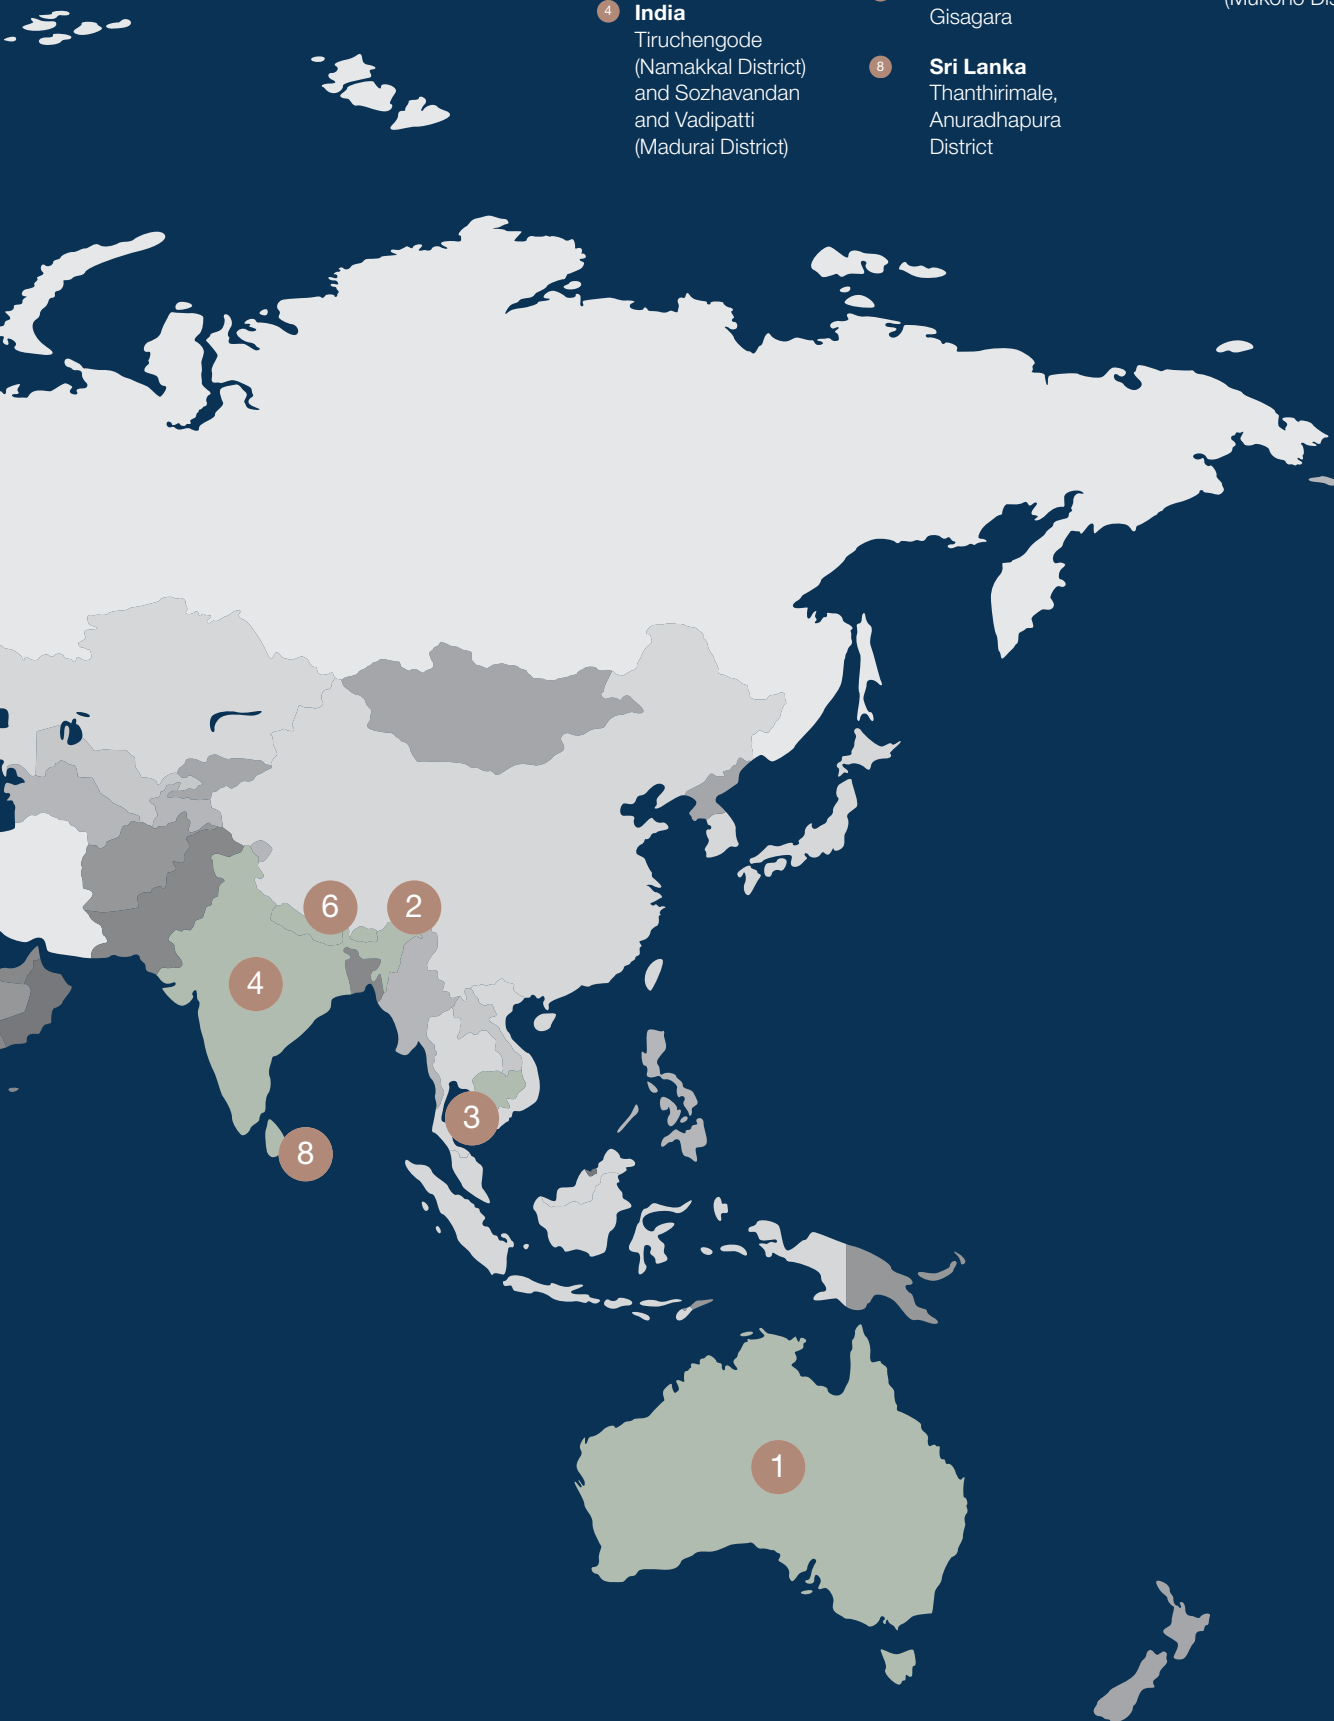 4 India
Tiruchengode
(Namakkal District)
and Sozhavandan
and Vadipatti
(Madurai District)
Gisagara
8 Sri Lanka
Thanthirimale,
Anuradhapura
District
6
2
4
3
8
1